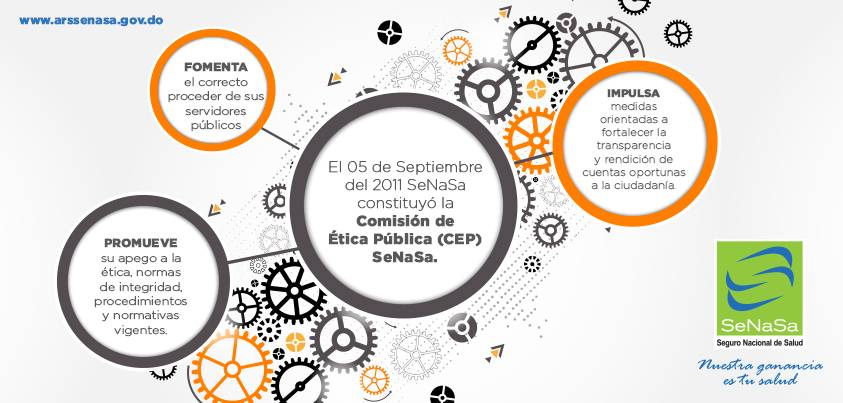 www.arssenasa.gov.do
FOMENTA
el correcto
proceder de sus
servidores
públicos
IMPULSA
medidas
orientadas a
fortalecer la
transparencia
y rendición de
cuentas oportunas
a la ciudadanía.
El 05 de Septiembre
del 2011 SeNaSa
constituyó la
Comisión de
Ética Pública (CEP)
SeNaSa.
PROMUEVE
su apego a la
ética, normas
de integridad,
procedimientos
y normativas
vigentes.
SeNaSa
Seguro Nacional de Salud
Nuestra ganancia
es tu salud